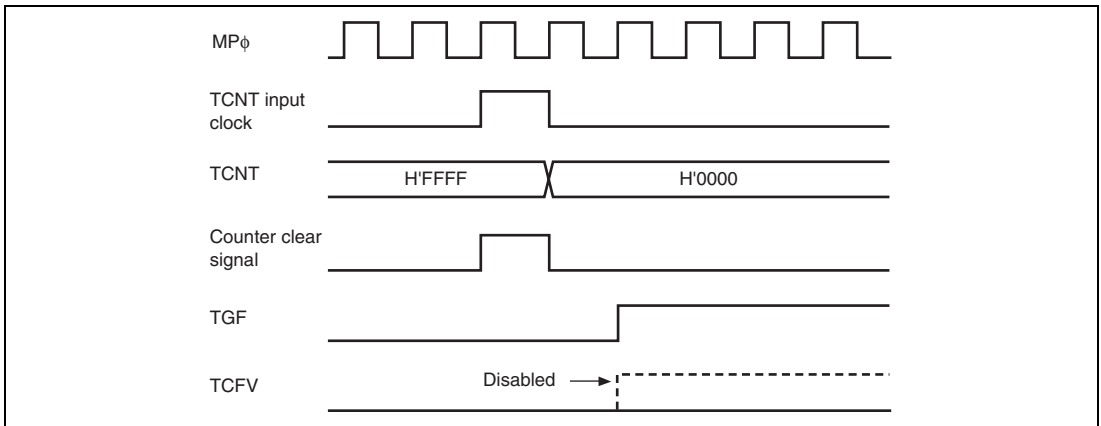 MPφ
TCNT input
clock
TCNT
H'FFFF
H'0000
Counter clear
signal
TGF
TCFV
Disabled